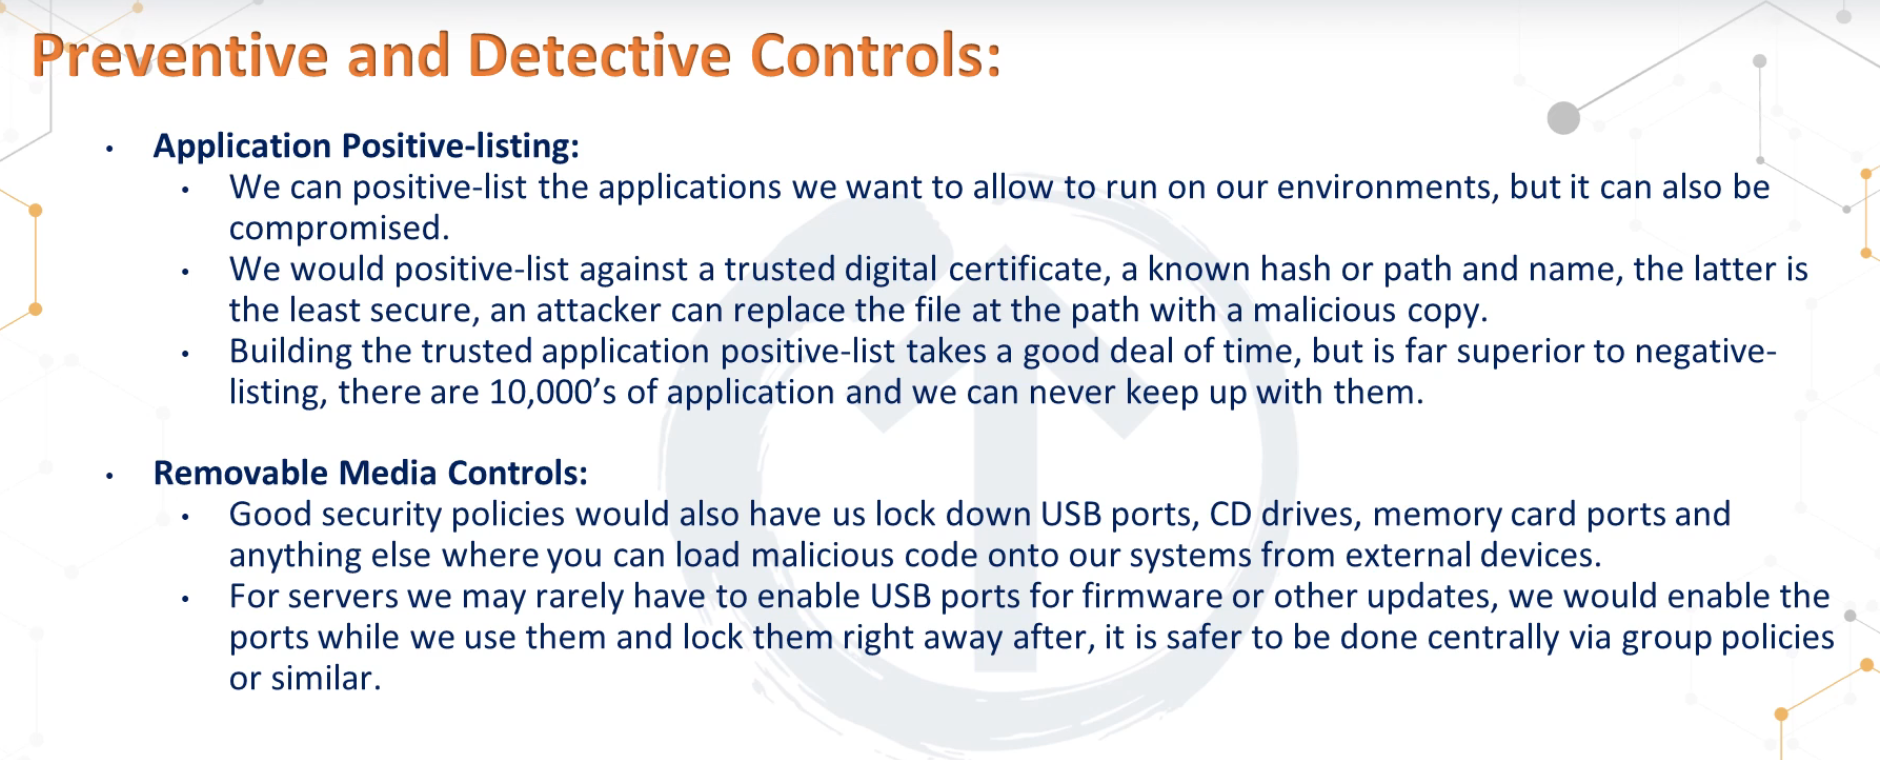 Preventive and Detective Controls:
• Application Positive-listing:
• We can positive-list the applications we want to allow to run on our environments, but it can also be
compromised.
• We would positive-list against a trusted digital certificate, a known hash or path and name, the latter is
the least secure, an attacker can replace the file at the path with a malicious copy.
• Building the trusted application positive-list takes a good deal of time, but is far superior to negative-
listing, there are 10,000’s of application and we can never keep up with them.
• Removable Media Controls:
• Good security policies would also have us lock down USB ports, CD drives, memory card ports and
anything else where you can load malicious code onto our systems from external devices.
• For servers we may rarely have to enable USB ports for firmware or other updates, we would enable the
ports while we use them and lock them right away after, it is safer to be done centrally via group policies
or similar.